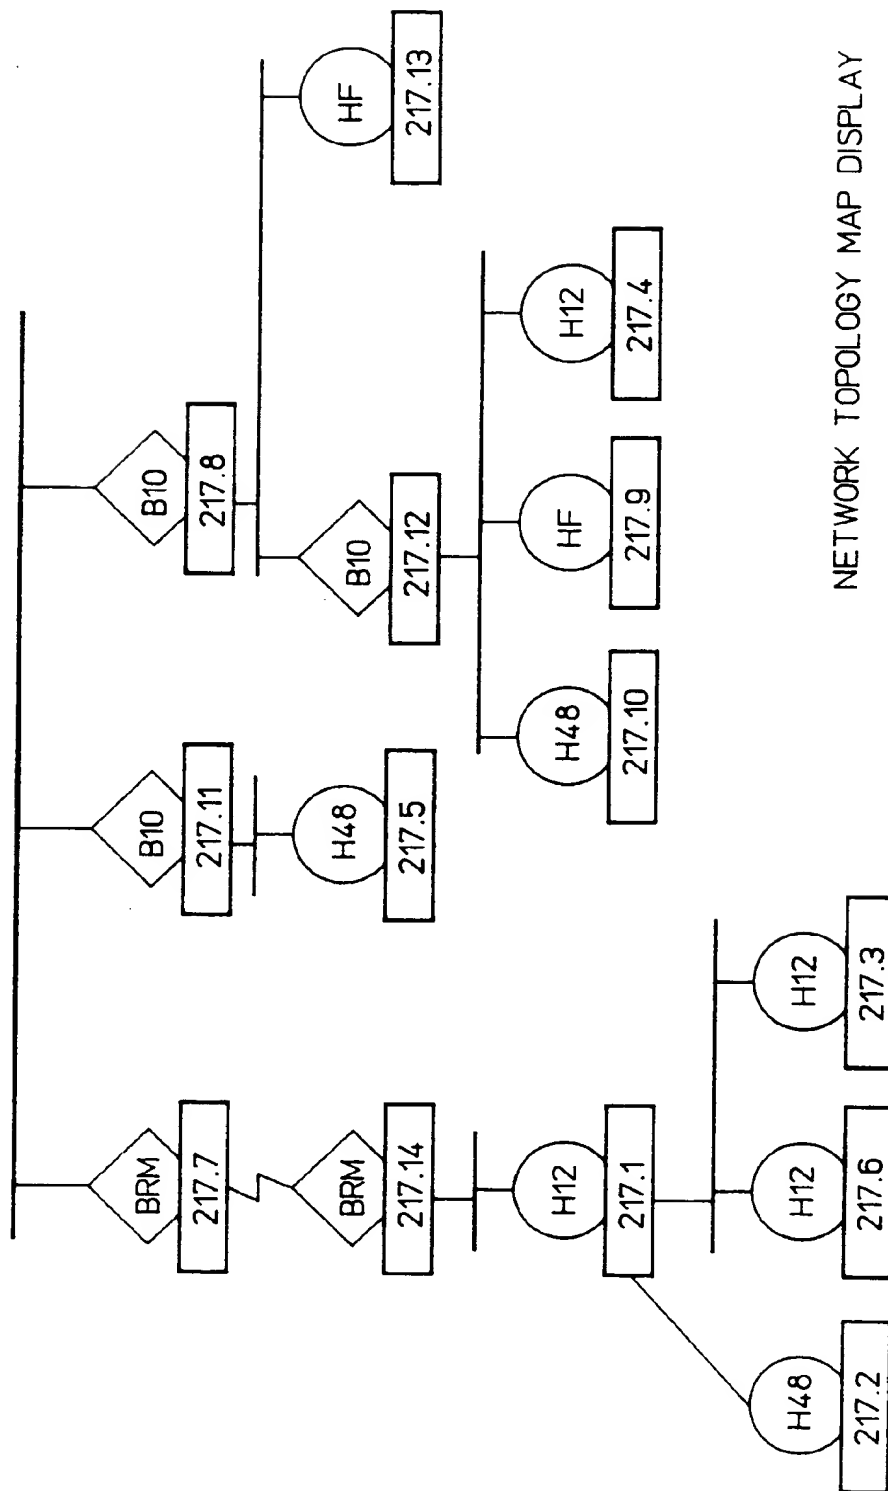 BRM
217.7
B10
217.11
B10
217.8
BRM
217.14
H48
217.5
B10
217.12
HF
217.13
H12
217.1
H48
217.10
HF
217.9
H12
217.4
H48
217.2
H12
217.6
H12
217.3
NETWORK TOPOLOGY MAP DISPLAY